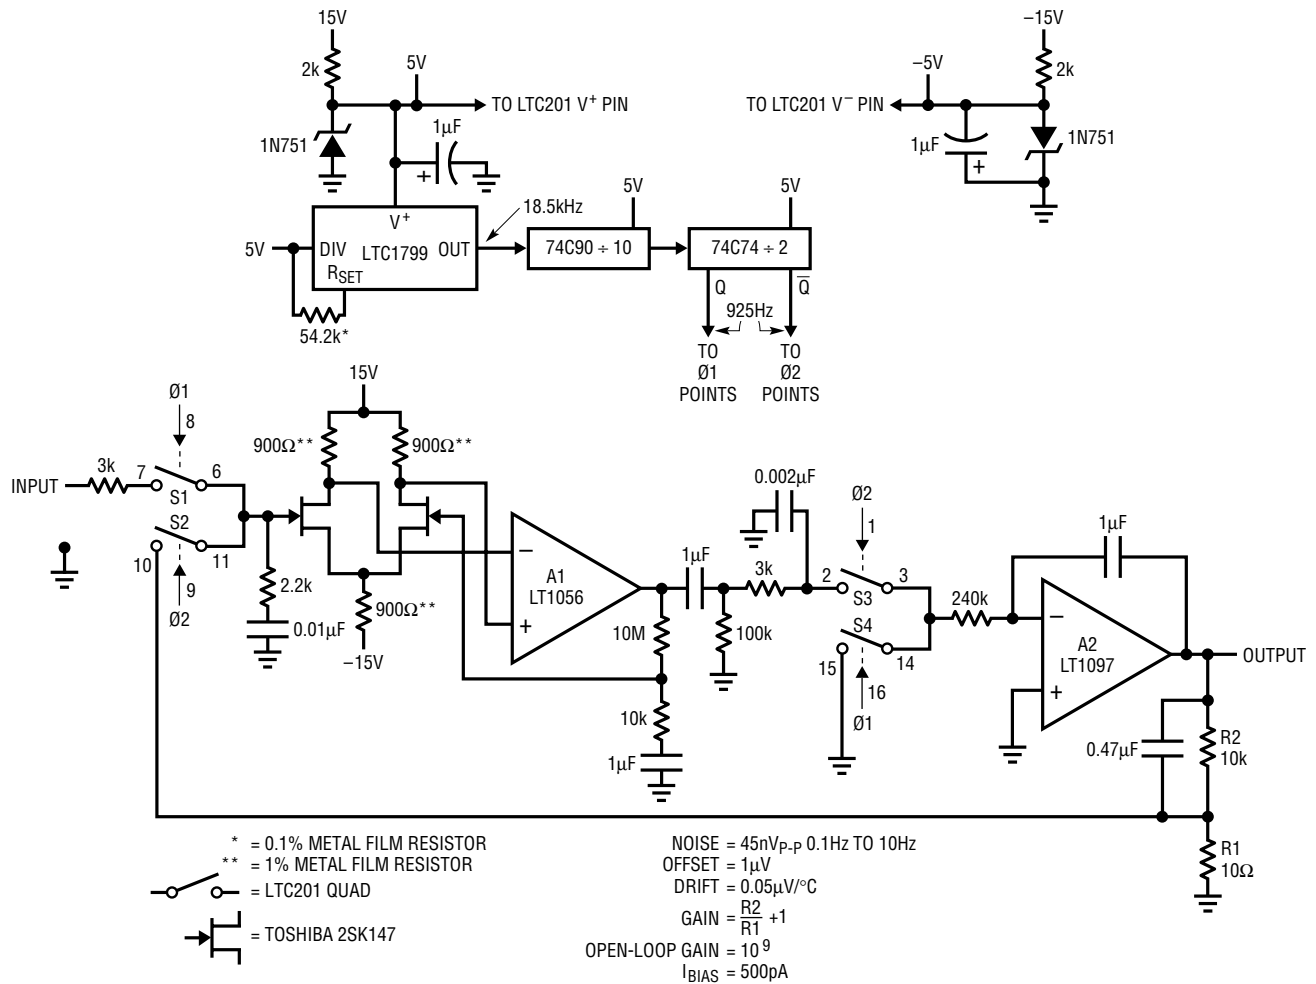 15V
2k
5V
TO LTC201 V+ PIN
1µF
+
1N751
–15V
–5V
2k
TO LTC201 V– PIN
1µF
+
1N751
5V
DIV
V+
LTC1799
OUT
RSET
54.2k*
18.5kHz
5V
74C90 ÷ 10
5V
74C74 ÷ 2
Q
Q̅
925Hz
TO
Ø1
POINTS
TO
Ø2
POINTS
15V
900Ω**
900Ω**
Ø1
8
INPUT
3k
7
6
S1
S2
10
11
9
Ø2
2.2k
0.01µF
900Ω**
–15V
–
A1
LT1056
+
10M
10k
1µF
1µF
100k
3k
0.002µF
Ø2
1
2
3
S3
S4
15
14
16
Ø1
240k
1µF
–
A2
LT1097
+
OUTPUT
0.47µF
R2
10k
R1
10Ω
* = 0.1% METAL FILM RESISTOR
** = 1% METAL FILM RESISTOR
= LTC201 QUAD
= TOSHIBA 2SK147
NOISE = 45nVP-P 0.1Hz TO 10Hz
OFFSET = 1µV
DRIFT = 0.05µV/°C
GAIN = R2/R1 +1
OPEN-LOOP GAIN = 10^9
IBIAS = 500pA